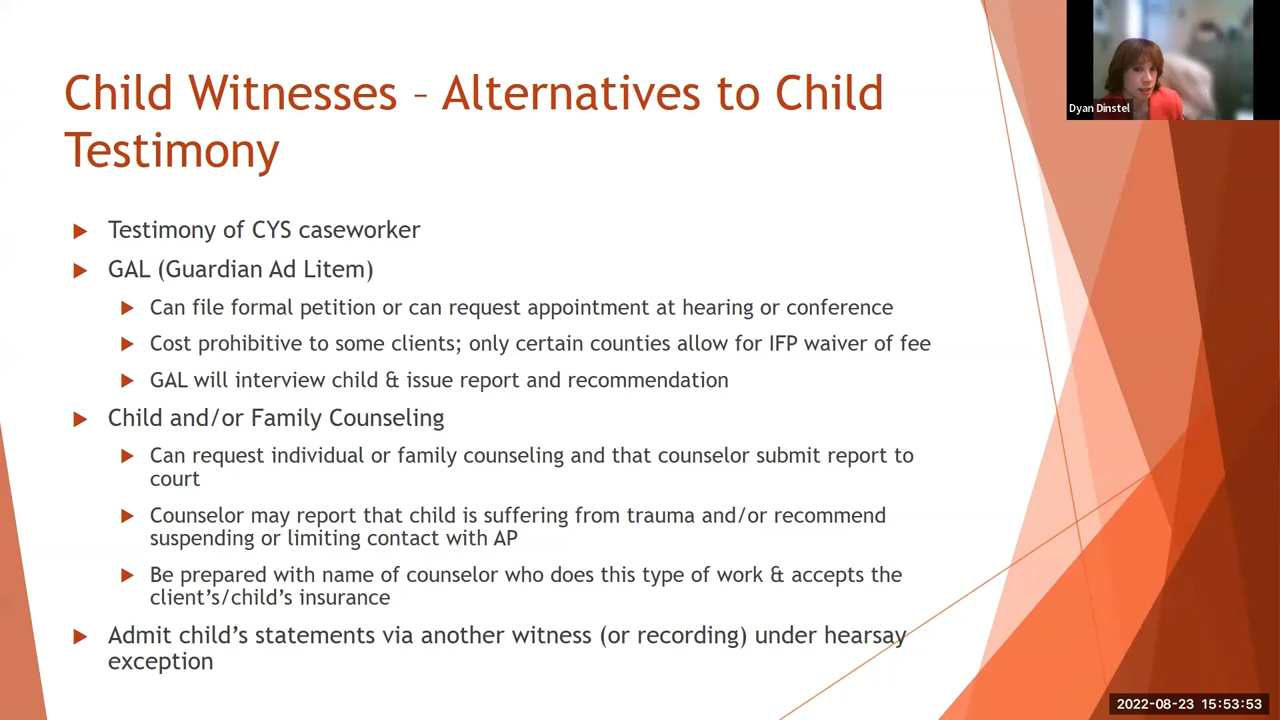 Child Witnesses – Alternatives to Child
Testimony
Testimony of CYS caseworker
GAL (Guardian Ad Litem)
Can file formal petition or can request appointment at hearing or conference
Cost prohibitive to some clients; only certain counties allow for IFP waiver of fee
GAL will interview child & issue report and recommendation
Child and/or Family Counseling
Can request individual or family counseling and that counselor submit report to
court
Counselor may report that child is suffering from trauma and/or recommend
suspending or limiting contact with AP
Be prepared with name of counselor who does this type of work & accepts the
client’s/child’s insurance
Admit child’s statements via another witness (or recording) under hearsay
exception
Dyan Dinstel
2022-08-23 15:53:53